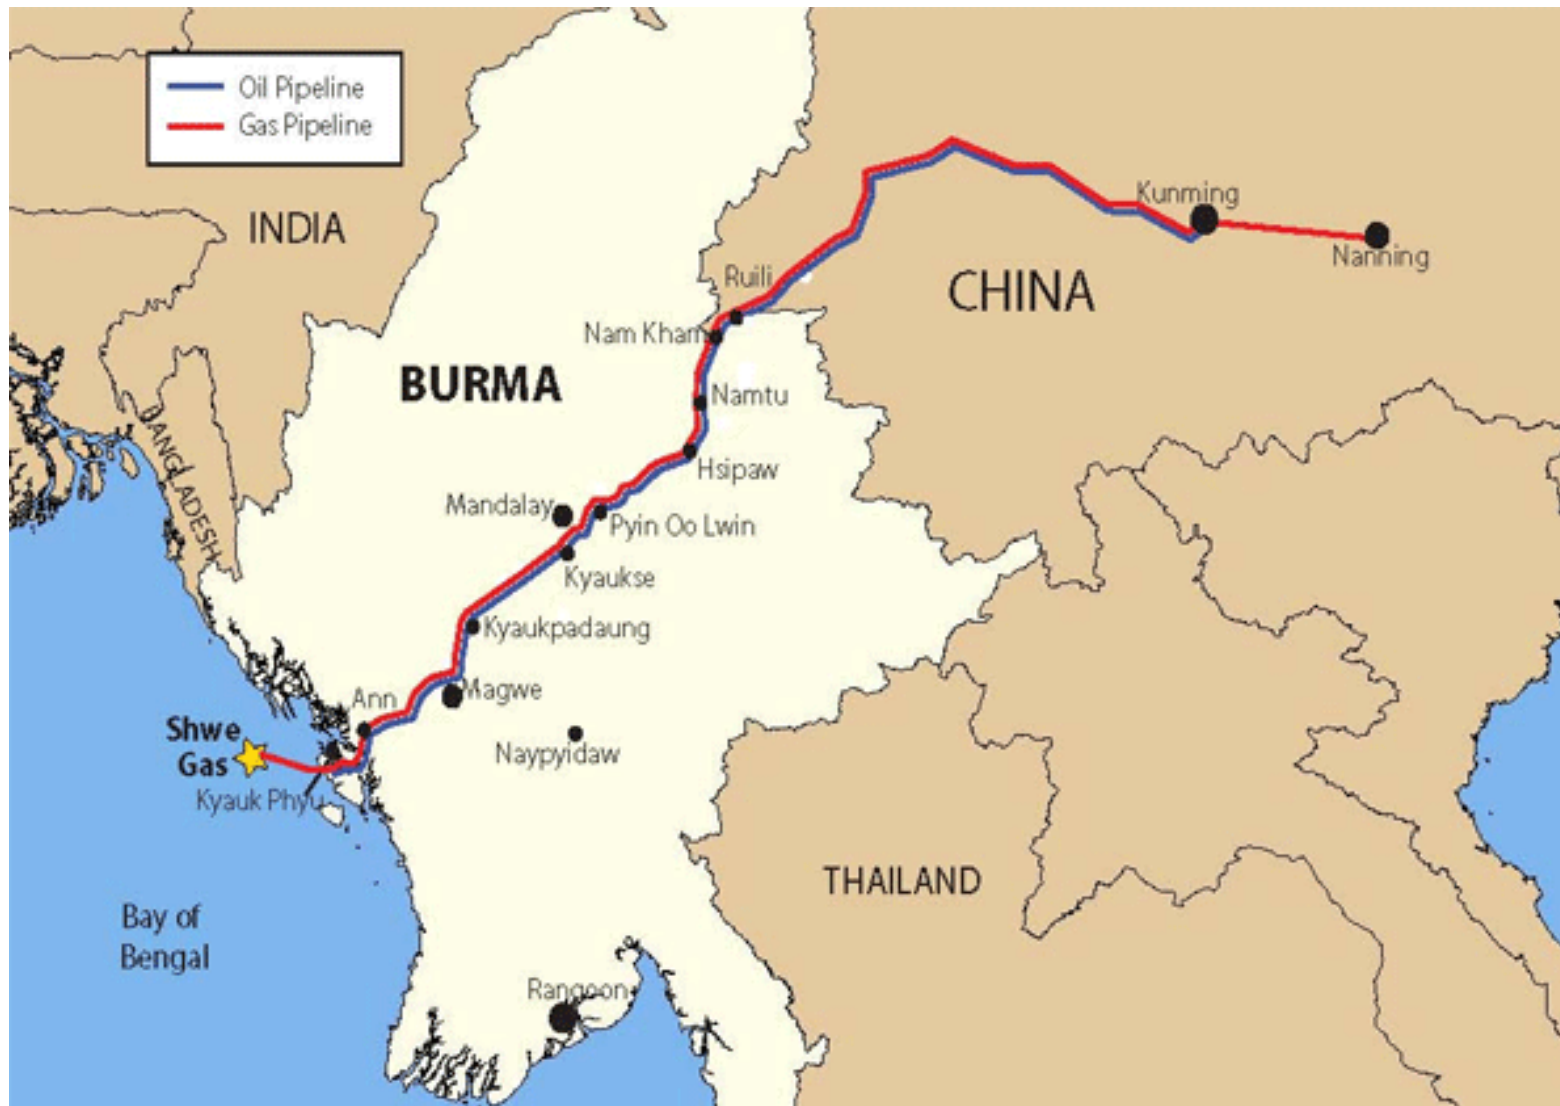 Oil Pipeline
Gas Pipeline
INDIA
Kunming
Nanning
Ruili
CHINA
Nam Kham
BURMA
Namtu
BANGLADESH
Hsipaw
Mandalay
Pyin Oo Lwin
Kyaukse
Kyaukpadaung
Magwe
Ann
Shwe
Gas
Naypyidaw
Kyauk Phyu
THAILAND
Bay of
Bengal
Rangoon